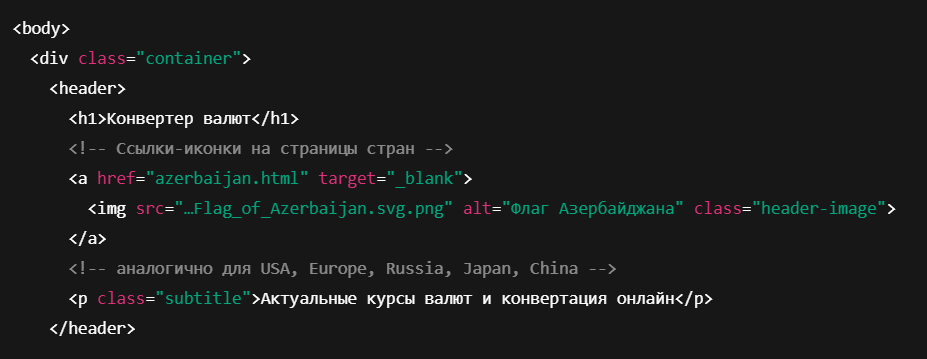 <body>
<div class="container">
<header>
<h1>Конвертер валют</h1>
<!-- Ссылки-иконки на страницы стран -->
<a href="azerbaijan.html" target="_blank">
<img src="…Flag_of_Azerbaijan.svg.png" alt="Флаг Азербайджана" class="header-image">
</a>
<!-- аналогично для USA, Europe, Russia, Japan, China -->
<p class="subtitle">Актуальные курсы валют и конвертация онлайн</p>
</header>